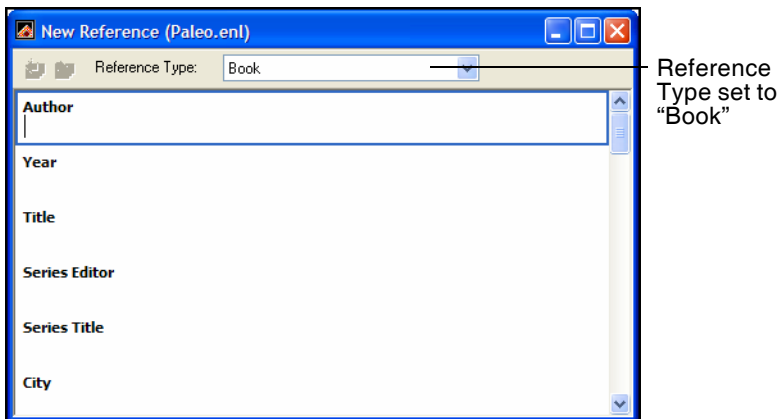 New Reference (Paleo.enl)
Reference Type: Book
Reference
Type set to
“Book”
Author
Year
Title
Series Editor
Series Title
City